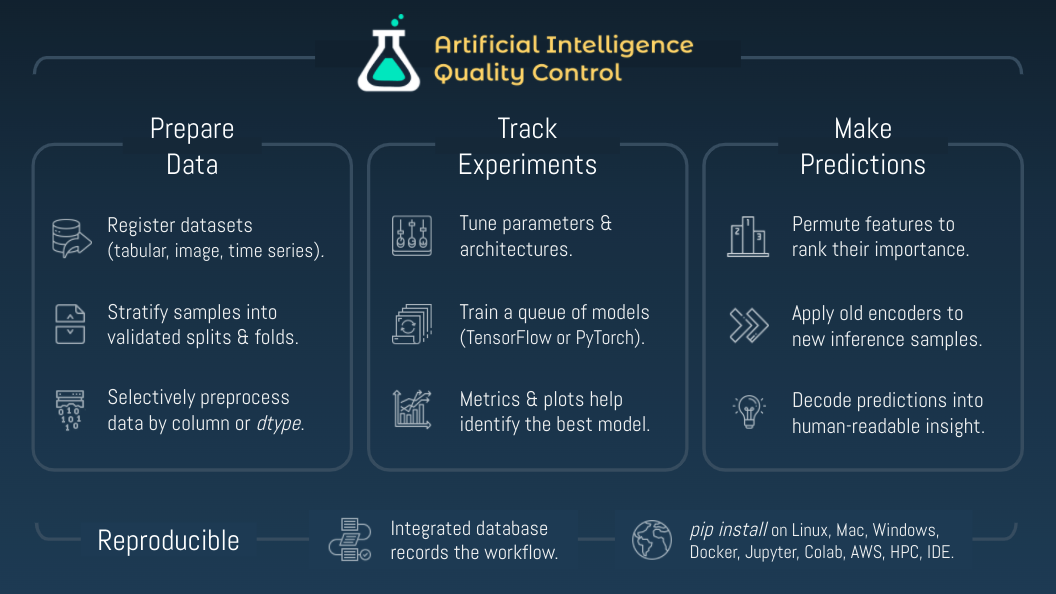 Artificial Intelligence
Quality Control
Prepare
Data
Register datasets
(tabular, image, time series).
Stratify samples into
validated splits & folds.
Selectively preprocess
data by column or dtype.
010
101
10
Track
Experiments
Tune parameters &
architectures.
Train a queue of models
(TensorFlow or PyTorch).
Metrics & plots help
identify the best model.
Make
Predictions
2 1 3
Permute features to
rank their importance.
Apply old encoders to
new inference samples.
Decode predictions into
human-readable insight.
Reproducible
Integrated database
records the workflow.
pip install on Linux, Mac, Windows,
Docker, Jupyter, Colab, AWS, HPC, IDE.